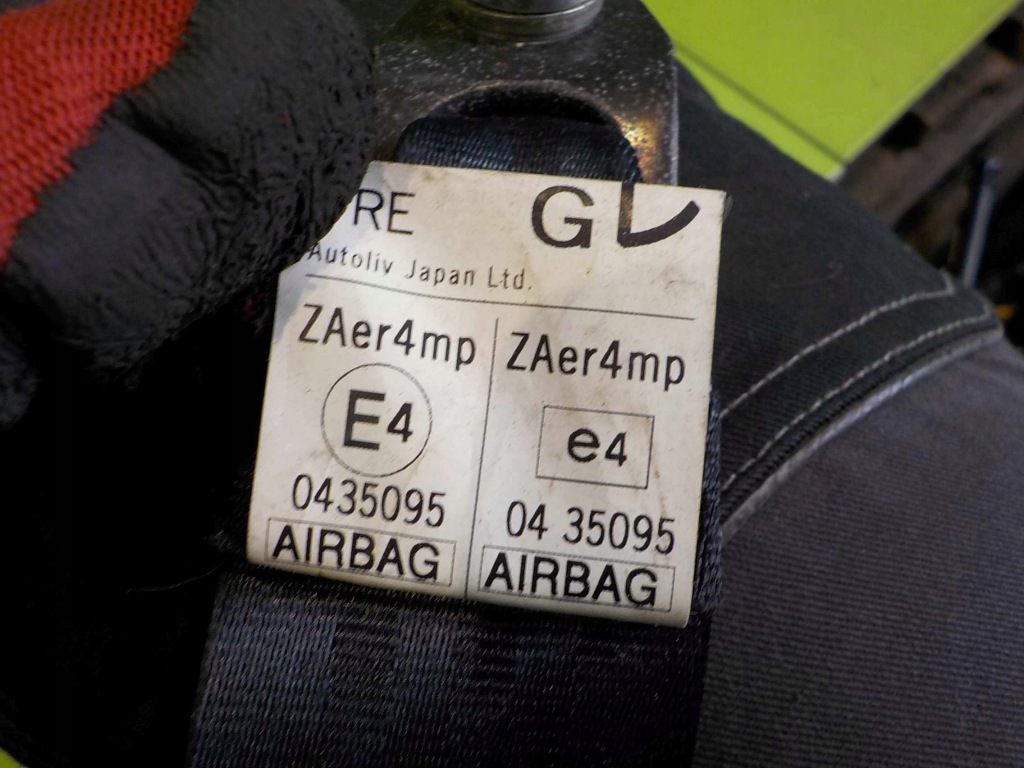 RE G
Autoliv Japan Ltd.
ZAer4mp ZAer4mp
E4 e4
0435095 04 35095
AIRBAG AIRBAG